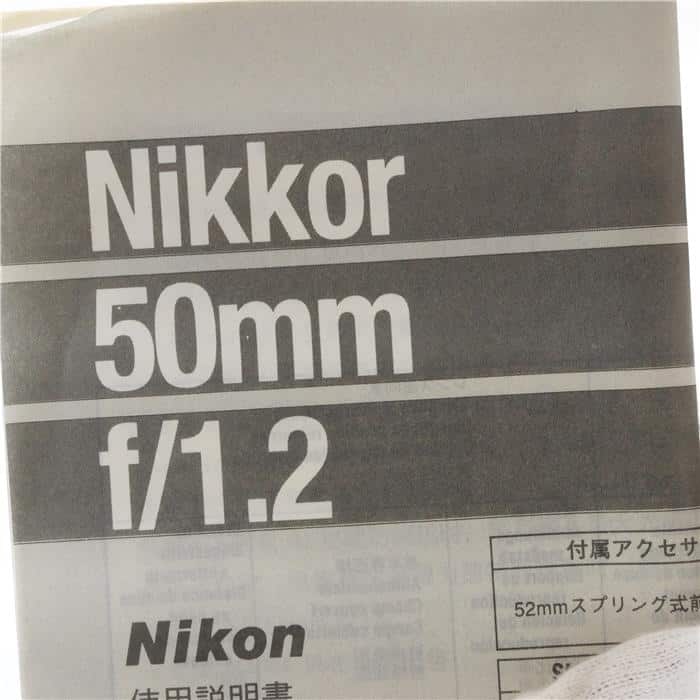 Nikkor
50mm
f/1.2
付属アクセサ
52mmスプリング式前
Nikon
使用説明書